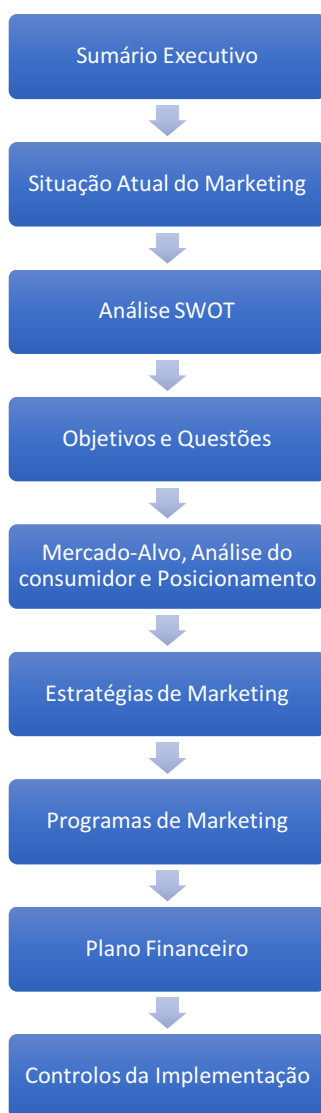 Sumário Executivo
Situação Atual do Marketing
Análise SWOT
Objetivos e Questões
Mercado-Alvo, Análise do
consumidor e Posicionamento
Estratégias de Marketing
Programas de Marketing
Plano Financeiro
Controlos da Implementação